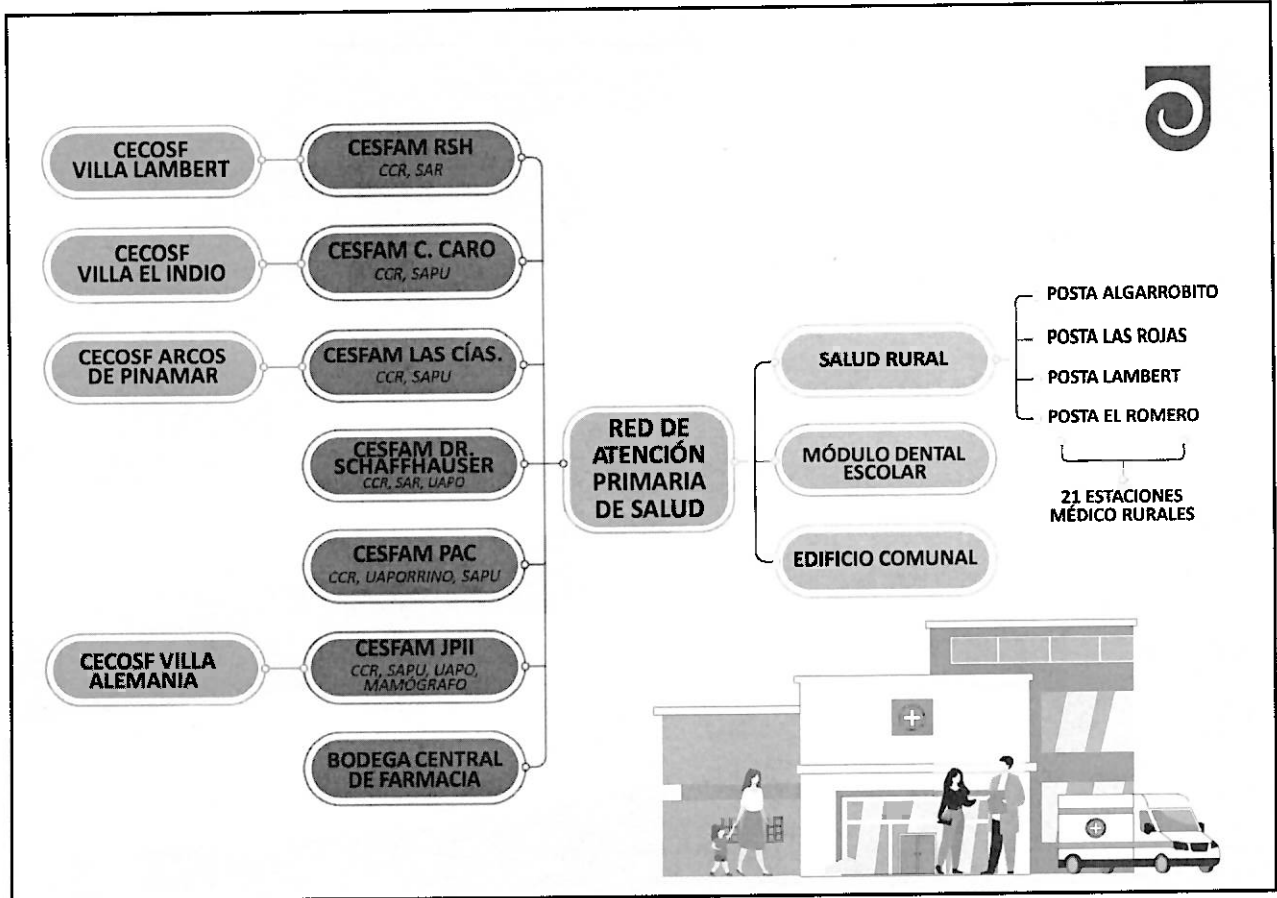 CECOSF
VILLA LAMBERT
CESFAM RSH
CCR, SAR
CECOSF
VILLA EL INDIO
CESFAM C. CARO
CCR, SAPU
CECOSF ARCOS
DE PINAMAR
CESFAM LAS CÍAS.
CCR, SAPU
CESFAM DR.
SCHAFFHAUSER
CCR, SAR, UAPO
CESFAM PAC
CCR, UAPORRINO, SAPU
CECOSF VILLA
ALEMANIA
CESFAM JPII
CCR, SAPU, UAPO,
MAMÓGRAFO
BODEGA CENTRAL
DE FARMACIA
RED DE
ATENCIÓN
PRIMARIA
DE SALUD
SALUD RURAL
MÓDULO DENTAL
ESCOLAR
EDIFICIO COMUNAL
POSTA ALGARROBITO
POSTA LAS ROJAS
POSTA LAMBERT
POSTA EL ROMERO
21 ESTACIONES
MÉDICO RURALES